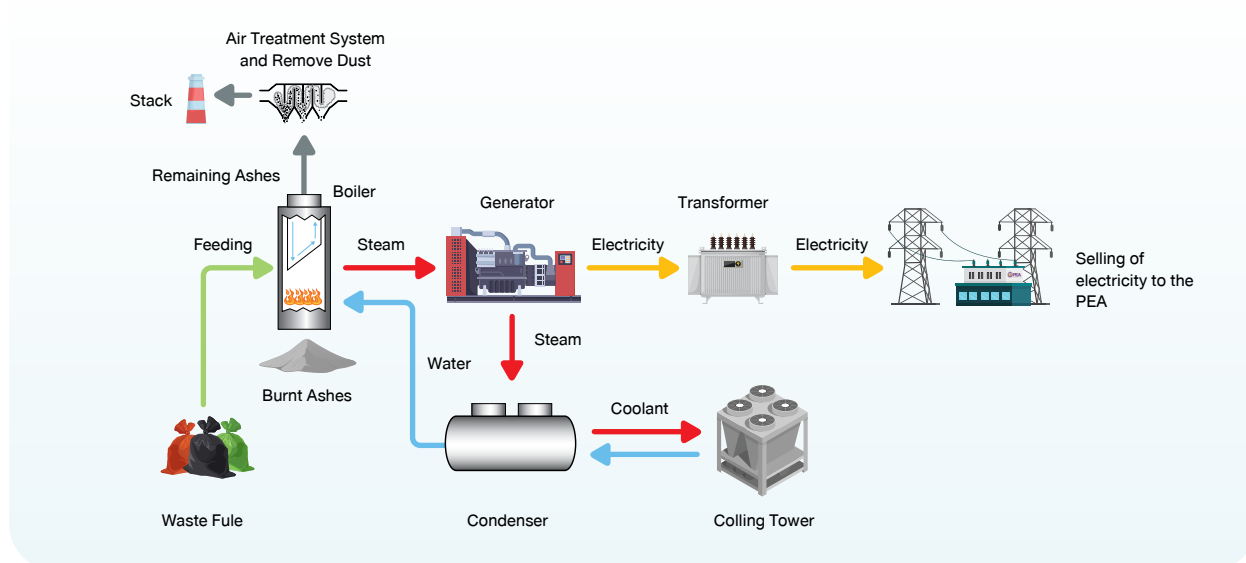 Air Treatment System
and Remove Dust
Stack
Remaining Ashes
Boiler
Generator
Transformer
Feeding
Steam
Electricity
Electricity
Selling of
electricity to the
PEA
PEA
Steam
Water
Burnt Ashes
Coolant
Waste Fule
Condenser
Colling Tower